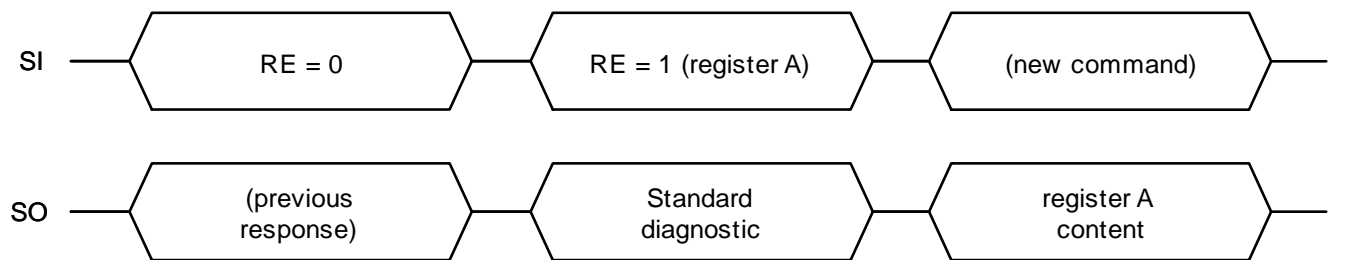 SI
RE = 0
RE = 1 (register A)
(new command)
SO
(previous
response)
Standard
diagnostic
register A
content